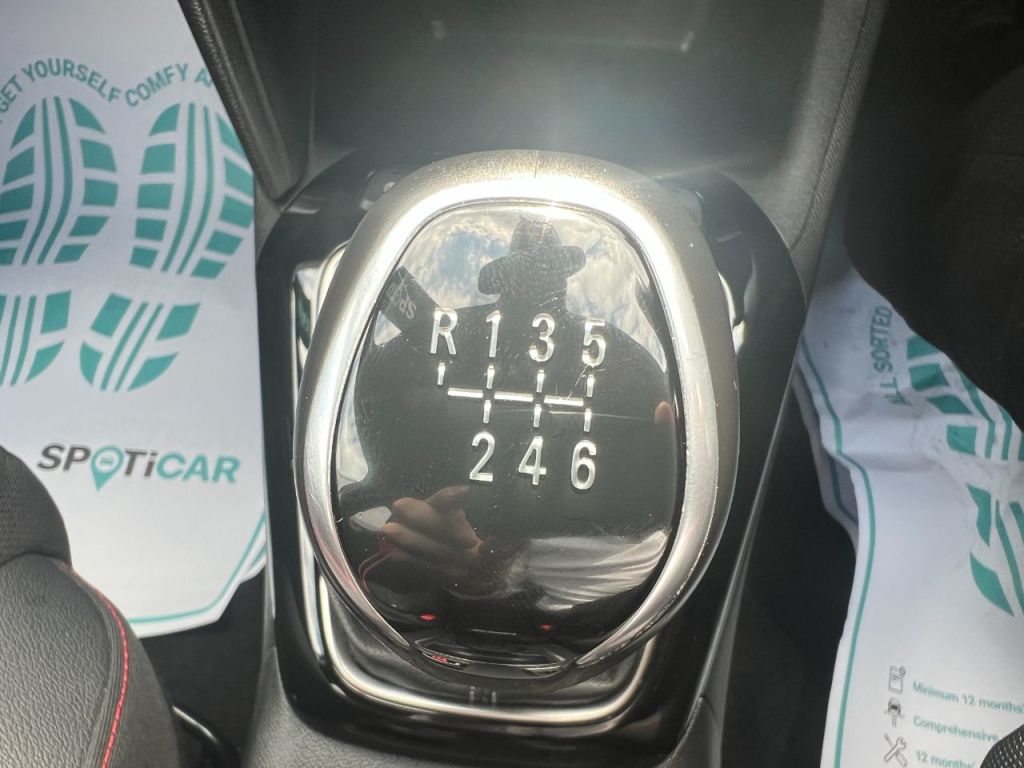 GET YOURSELF COMFY A
R 1 3 5
2 4 6
SPOTiCAR
ALL SORTED
Minimum 12 months'
Comprehensive
12 months'